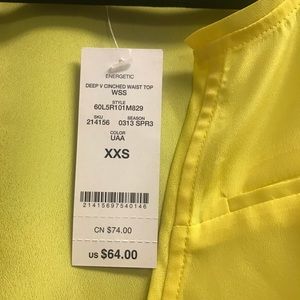 ENERGETIC
DEEP V CINCHED WAIST TOP
WSS
STYLE
60L5R101M829
SKU SEASON
214156 0313 SPR3
COLOR
UAA
XXS
21415697540146
CN $74.00
US $64.00